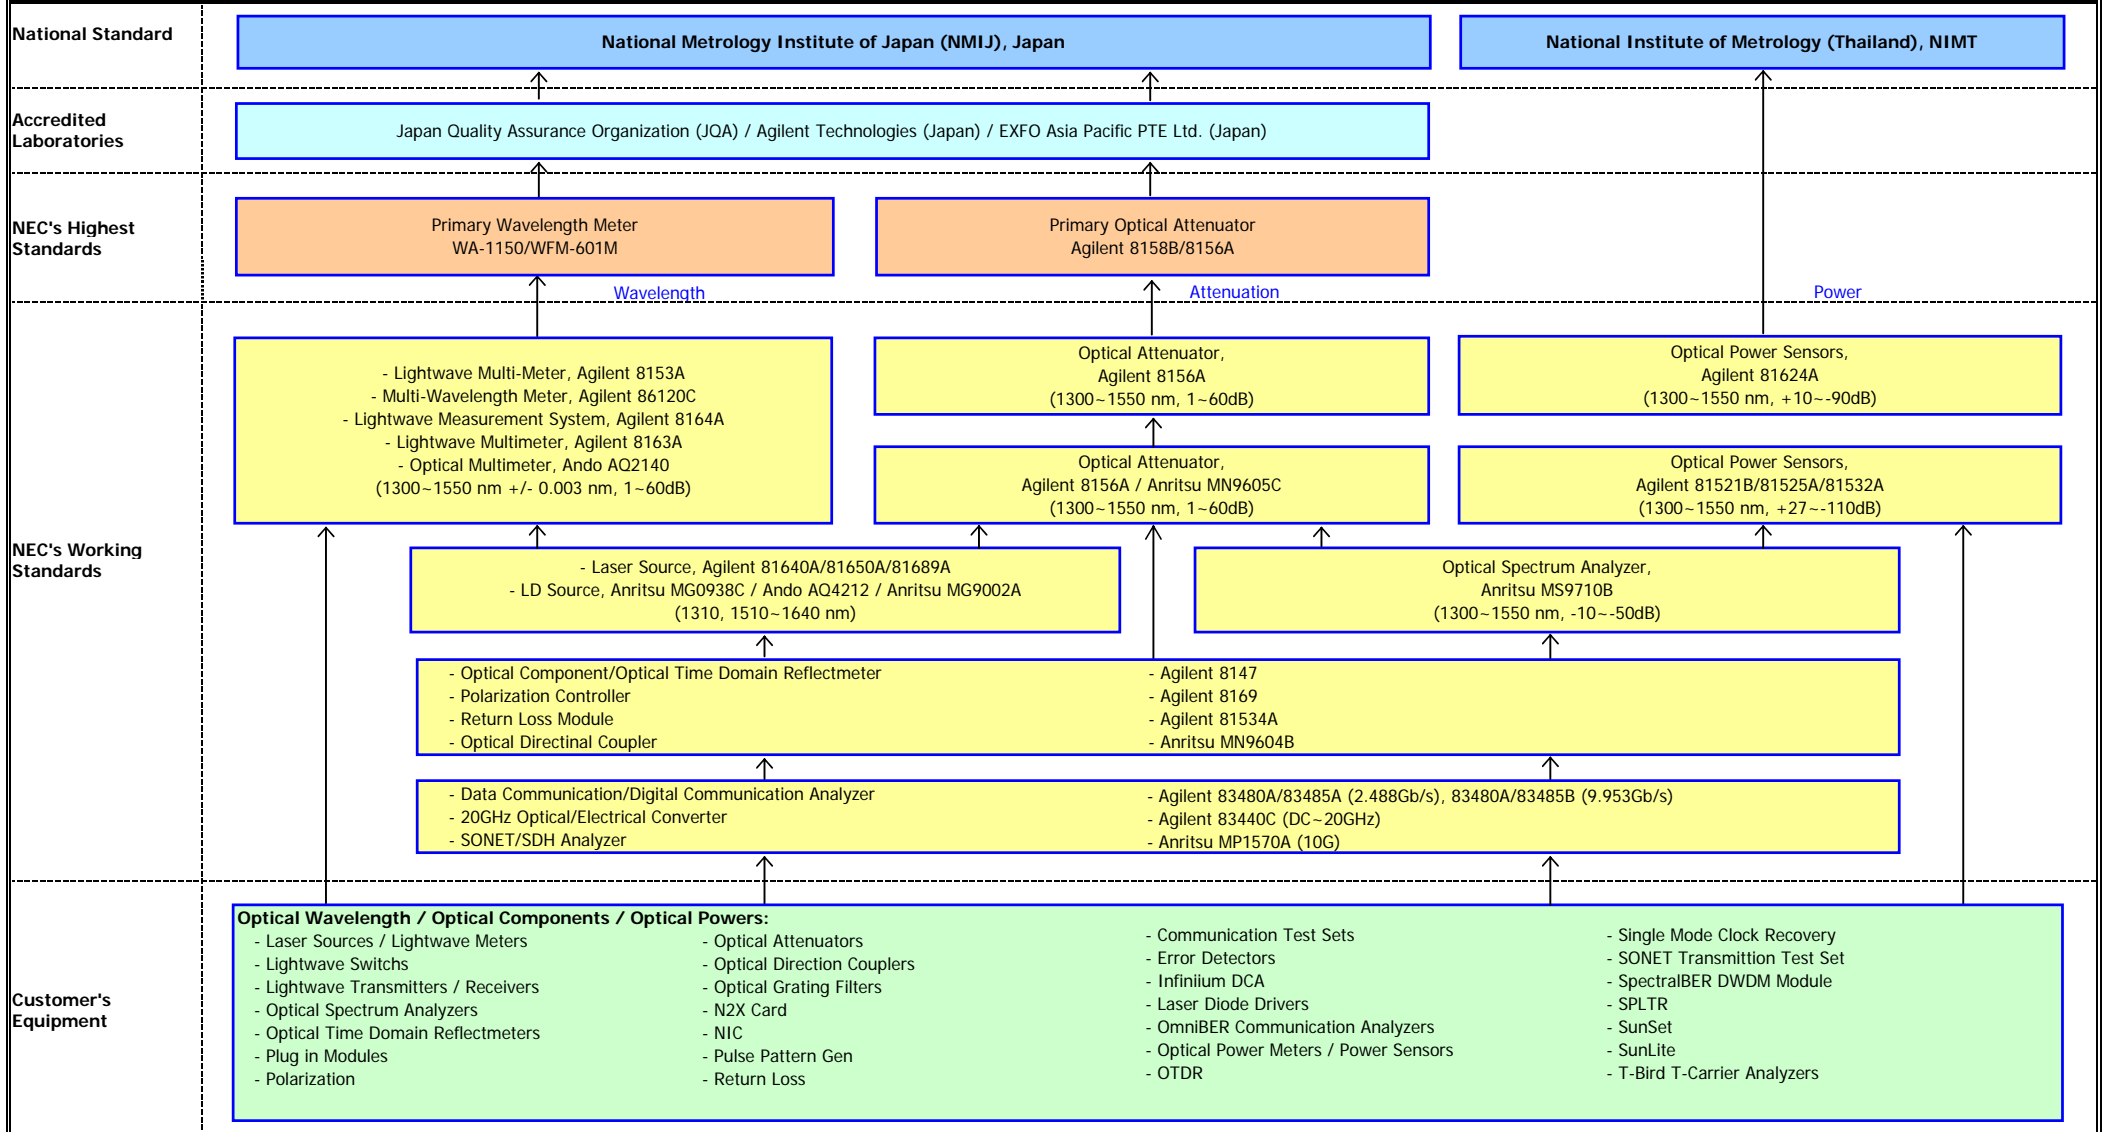 National Standard
National Metrology Institute of Japan (NMIJ), Japan
National Institute of Metrology (Thailand), NIMT
Accredited
Laboratories
Japan Quality Assurance Organization (JQA) / Agilent Technologies (Japan) / EXFO Asia Pacific PTE Ltd. (Japan)
NEC's Highest
Standards
Primary Wavelength Meter
WA-1150/WFM-601M
Primary Optical Attenuator
Agilent 8158B/8156A
Wavelength
Attenuation
Power
NEC's Working
Standards
- Lightwave Multi-Meter, Agilent 8153A
- Multi-Wavelength Meter, Agilent 86120C
- Lightwave Measurement System, Agilent 8164A
- Lightwave Multimeter, Agilent 8163A
- Optical Multimeter, Ando AQ2140
(1300~1550 nm +/- 0.003 nm, 1~60dB)
Optical Attenuator,
Agilent 8156A
(1300~1550 nm, 1~60dB)
Optical Power Sensors,
Agilent 81624A
(1300~1550 nm, +10~-90dB)
Optical Attenuator,
Agilent 8156A / Anritsu MN9605C
(1300~1550 nm, 1~60dB)
Optical Power Sensors,
Agilent 81521B/81525A/81532A
(1300~1550 nm, +27~-110dB)
- Laser Source, Agilent 81640A/81650A/81689A
- LD Source, Anritsu MG0938C / Ando AQ4212 / Anritsu MG9002A
(1310, 1510~1640 nm)
Optical Spectrum Analyzer,
Anritsu MS9710B
(1300~1550 nm, -10~-50dB)
- Optical Component/Optical Time Domain Reflectmeter
- Polarization Controller
- Return Loss Module
- Optical Directinal Coupler
- Agilent 8147
- Agilent 8169
- Agilent 81534A
- Anritsu MN9604B
- Data Communication/Digital Communication Analyzer
- 20GHz Optical/Electrical Converter
- SONET/SDH Analyzer
- Agilent 83480A/83485A (2.488Gb/s), 83480A/83485B (9.953Gb/s)
- Agilent 83440C (DC~20GHz)
- Anritsu MP1570A (10G)
Customer's
Equipment
Optical Wavelength / Optical Components / Optical Powers:
- Laser Sources / Lightwave Meters
- Lightwave Switchs
- Lightwave Transmitters / Receivers
- Optical Spectrum Analyzers
- Optical Time Domain Reflectmeters
- Plug in Modules
- Polarization
- Optical Attenuators
- Optical Direction Couplers
- Optical Grating Filters
- N2X Card
- NIC
- Pulse Pattern Gen
- Return Loss
- Communication Test Sets
- Error Detectors
- Infiniium DCA
- Laser Diode Drivers
- OmniBER Communication Analyzers
- Optical Power Meters / Power Sensors
- OTDR
- Single Mode Clock Recovery
- SONET Transmittion Test Set
- SpectralBER DWDM Module
- SPLTR
- SunSet
- SunLite
- T-Bird T-Carrier Analyzers